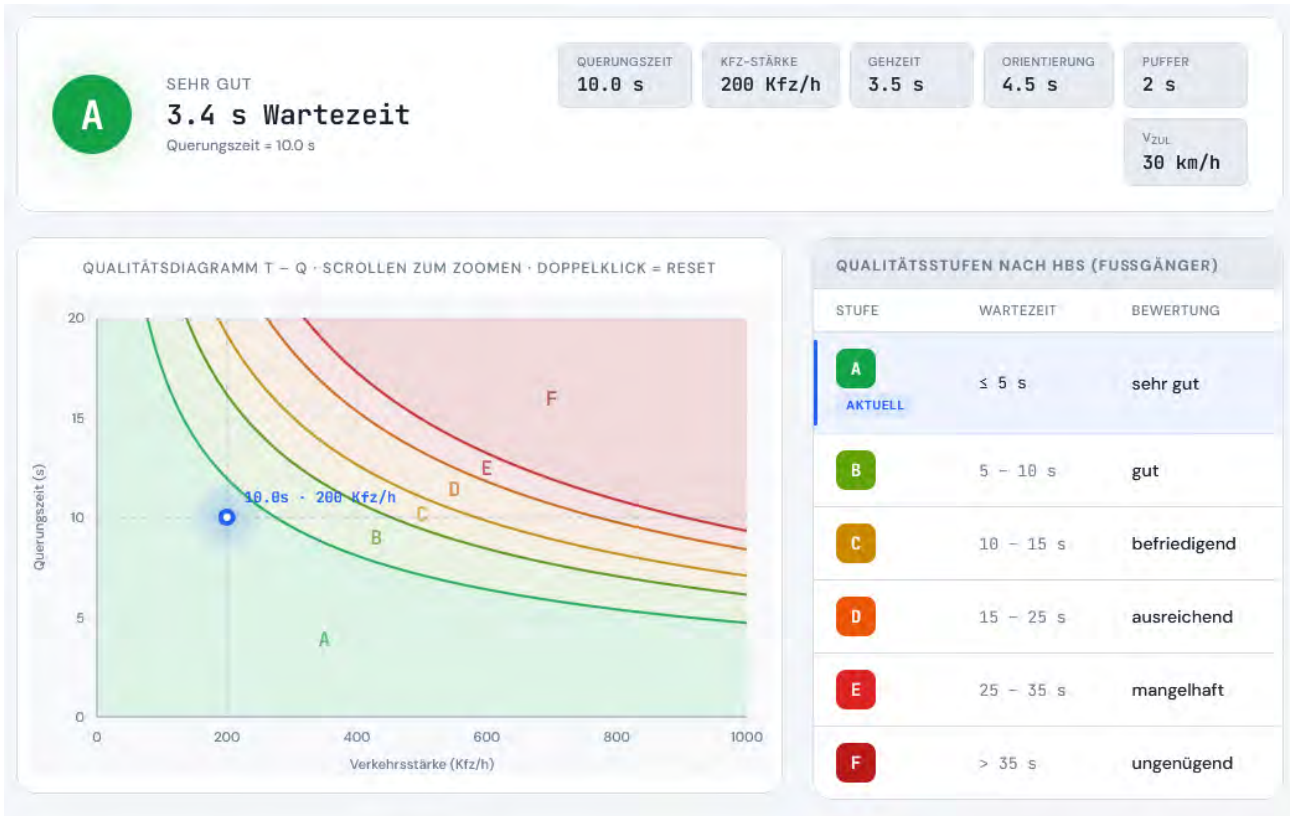 A
SEHR GUT
3.4 s Wartezeit
Querungszeit = 10.0 s
QUERUNGSZEIT
10.0 s
KFZ-STÄRKE
200 Kfz/h
GEHZEIT
3.5 s
ORIENTIERUNG
4.5 s
PUFFER
2 s
VZUL
30 km/h
QUALITÄTSDIAGRAMM T – Q · SCROLLEN ZUM ZOOMEN · DOPPELKLICK = RESET
20
15
10
5
0
Querungszeit (s)
F
E
D
C
B
A
10.0s · 200 Kfz/h
0 200 400 600 800 1000
Verkehrsstärke (Kfz/h)
QUALITÄTSSTUFEN NACH HBS (FUSSGÄNGER)
STUFE WARTEZEIT BEWERTUNG
A ≤ 5 s sehr gut
AKTUELL
B 5 – 10 s gut
C 10 – 15 s befriedigend
D 15 – 25 s ausreichend
E 25 – 35 s mangelhaft
F > 35 s ungenügend